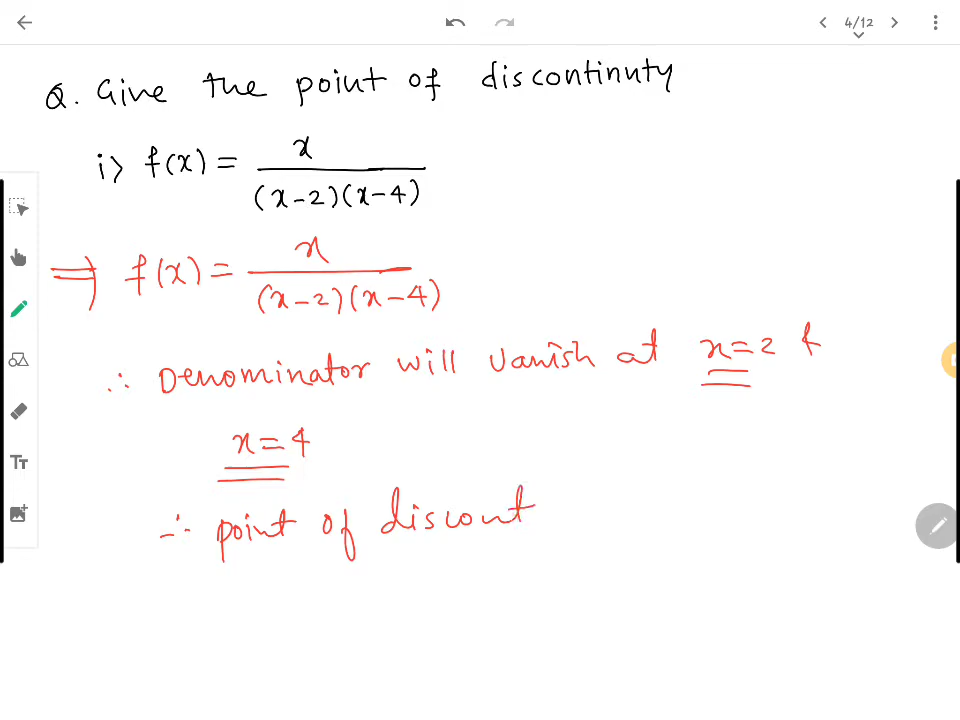 4/12
Q. Give the point of discontinuty
i> f(x) = x / (x-2)(x-4)
⇒ f(x) = x / (x-2)(x-4)
∴ Denominator will vanish at x=2 &
x=4
∴ point of discont
TT